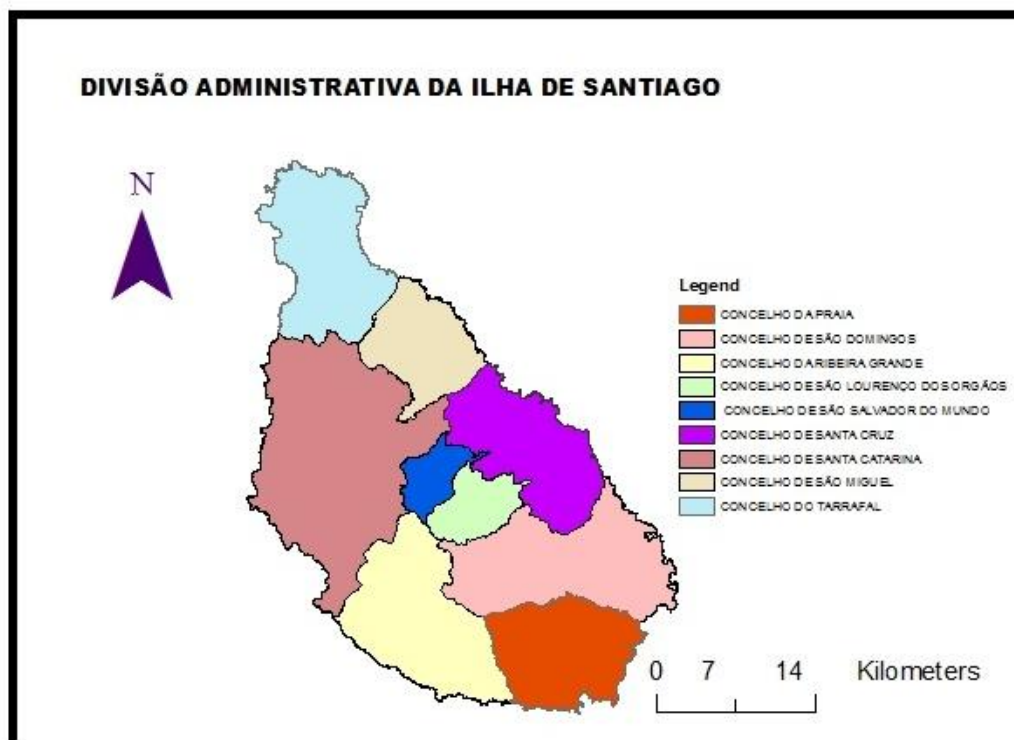 DIVISÃO ADMINISTRATIVA DA ILHA DE SANTIAGO
N
Legend
CONCELHO DA PRAIA
CONCELHO DE SÃO DOMINGOS
CONCELHO DA RIBEIRA GRANDE
CONCELHO DE SÃO LOURENÇO DOS ORGÃOS
CONCELHO DE SÃO SALVADOR DO MUNDO
CONCELHO DE SANTA CRUZ
CONCELHO DE SANTA CATARINA
CONCELHO DE SÃO MIGUEL
CONCELHO DO TARRAFAL
0 7 14 Kilometers